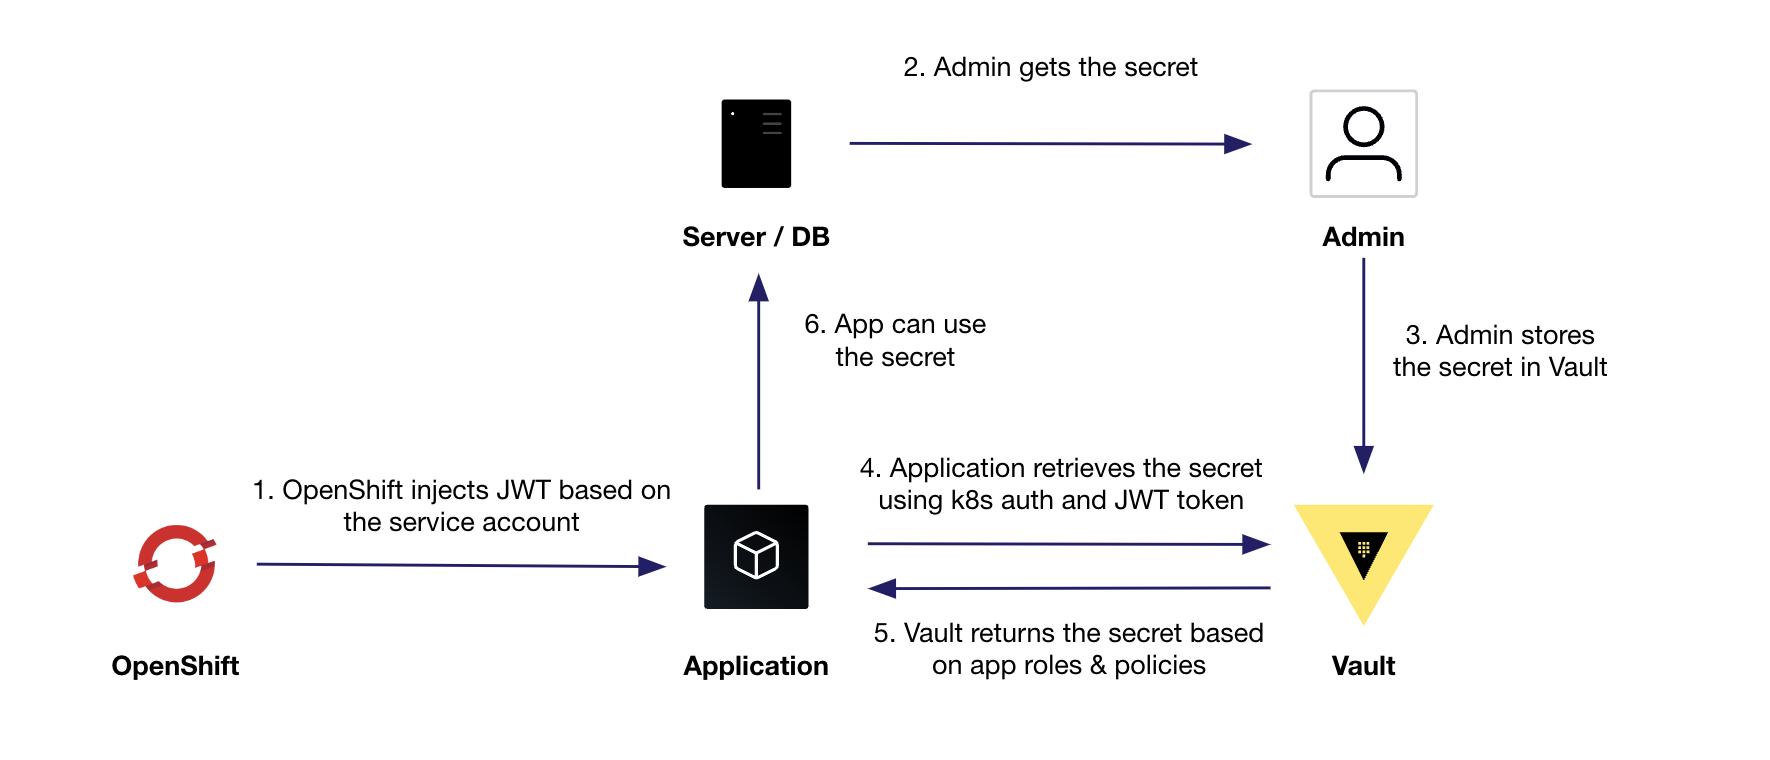 2. Admin gets the secret
Server / DB
Admin
6. App can use
the secret
3. Admin stores
the secret in Vault
1. OpenShift injects JWT based on
the service account
4. Application retrieves the secret
using k8s auth and JWT token
5. Vault returns the secret based
on app roles & policies
OpenShift
Application
Vault